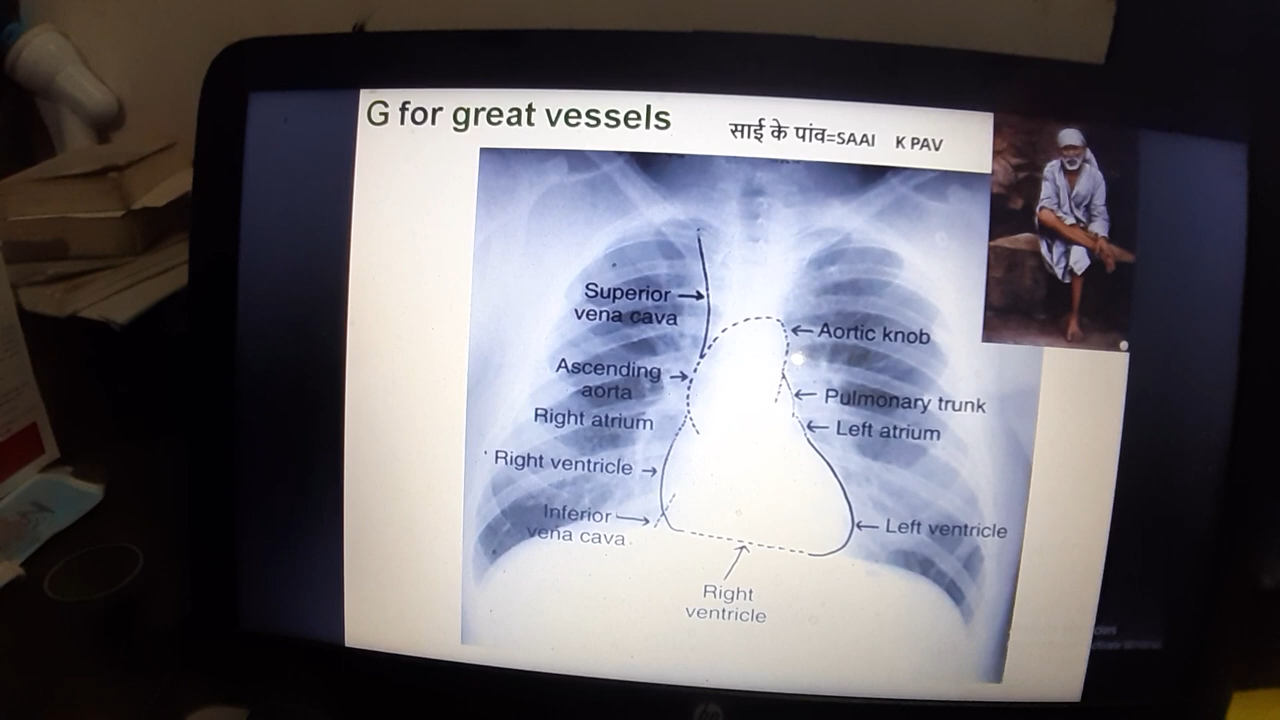 G for great vessels
साई के पांव=SAAI K PAV
Superior
vena cava
Aortic knob
Ascending
aorta
Pulmonary trunk
Right atrium
Left atrium
Right ventricle
Inferior
vena cava
Left ventricle
Right
ventricle